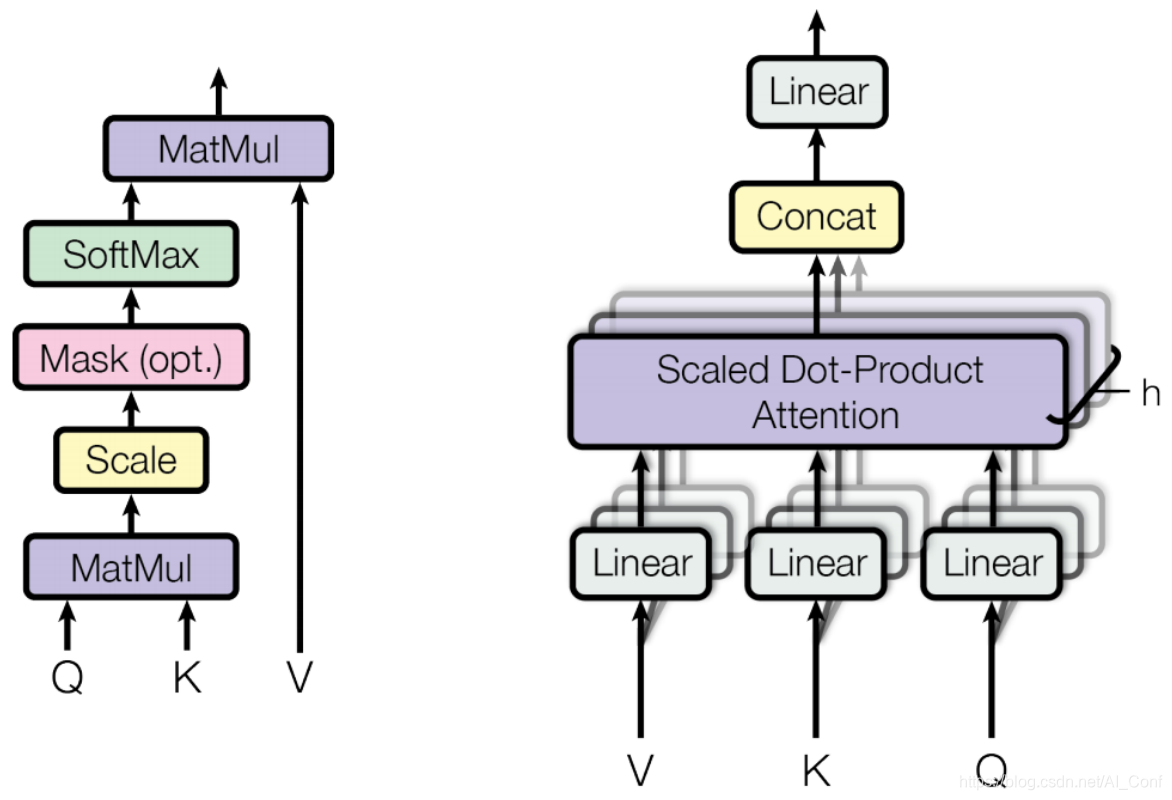 MatMul
SoftMax
Mask (opt.)
Scale
MatMul
Q K V
Linear
Concat
Scaled Dot-Product
Attention
h
Linear Linear Linear
V K Q
https://blog.csdn.net/AI_Conf